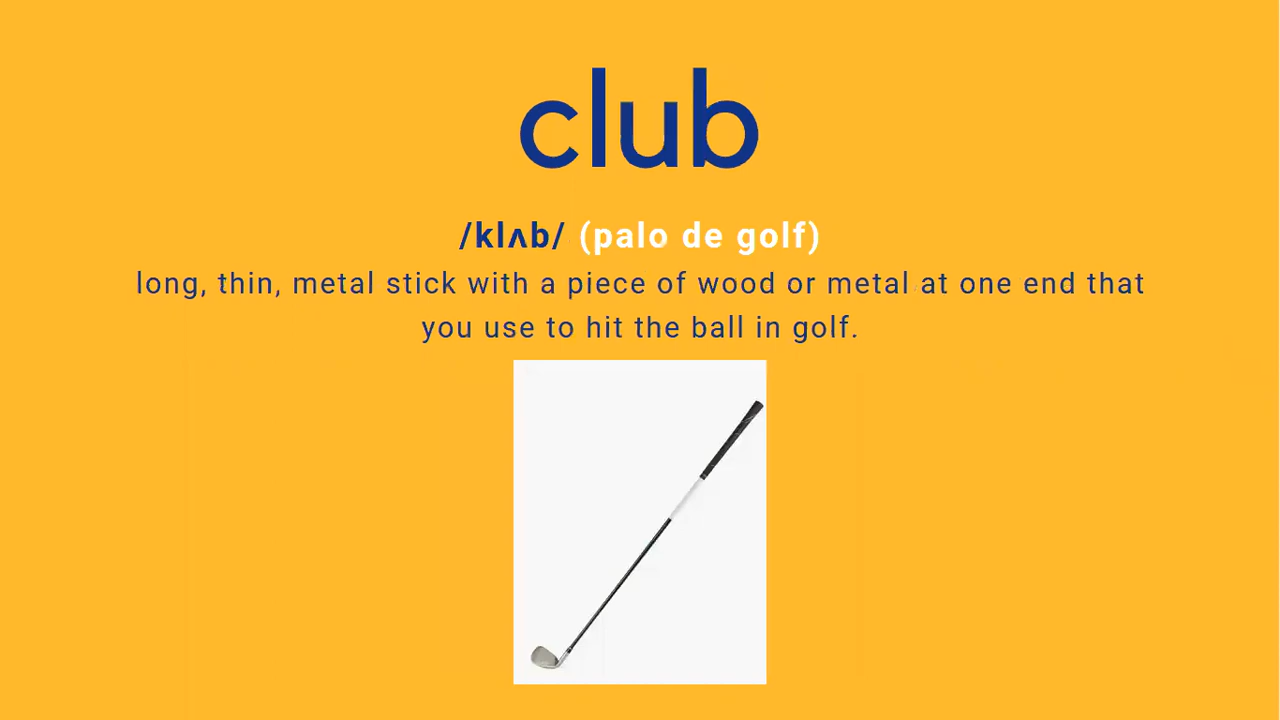 club
/klʌb/ (palo de golf)
long, thin, metal stick with a piece of wood or metal at one end that
you use to hit the ball in golf.